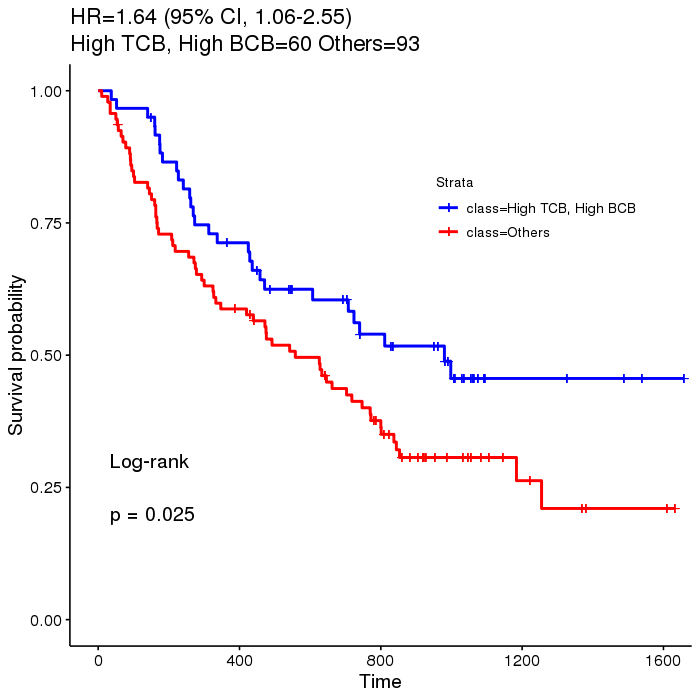 HR=1.64 (95% CI, 1.06-2.55)
High TCB, High BCB=60 Others=93
1.00
0.75
0.50
0.25
0.00
Survival probability
Strata
class=High TCB, High BCB
class=Others
Log-rank
p = 0.025
0 400 800 1200 1600
Time